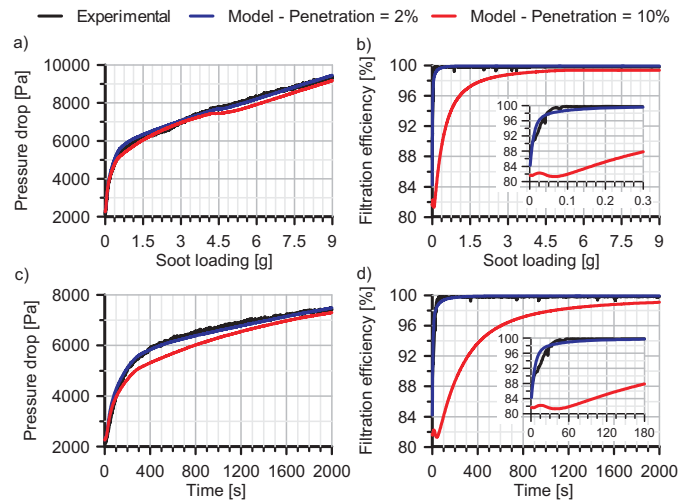 Experimental Model - Penetration = 2% Model - Penetration = 10%
a) b)
Pressure drop [Pa]
10000
8000
6000
4000
2000
0 1.5 3 4.5 6 7.5 9
Soot loading [g]
Filtration efficiency [%]
100
96
92
88
84
80
0 1.5 3 4.5 6 7.5 9
Soot loading [g]
100
96
92
88
84
80
0 0.1 0.2 0.3
c) d)
Pressure drop [Pa]
8000
6000
4000
2000
0 400 800 1200 1600 2000
Time [s]
Filtration efficiency [%]
100
96
92
88
84
80
0 400 800 1200 1600 2000
Time [s]
100
96
92
88
84
80
0 60 120 180